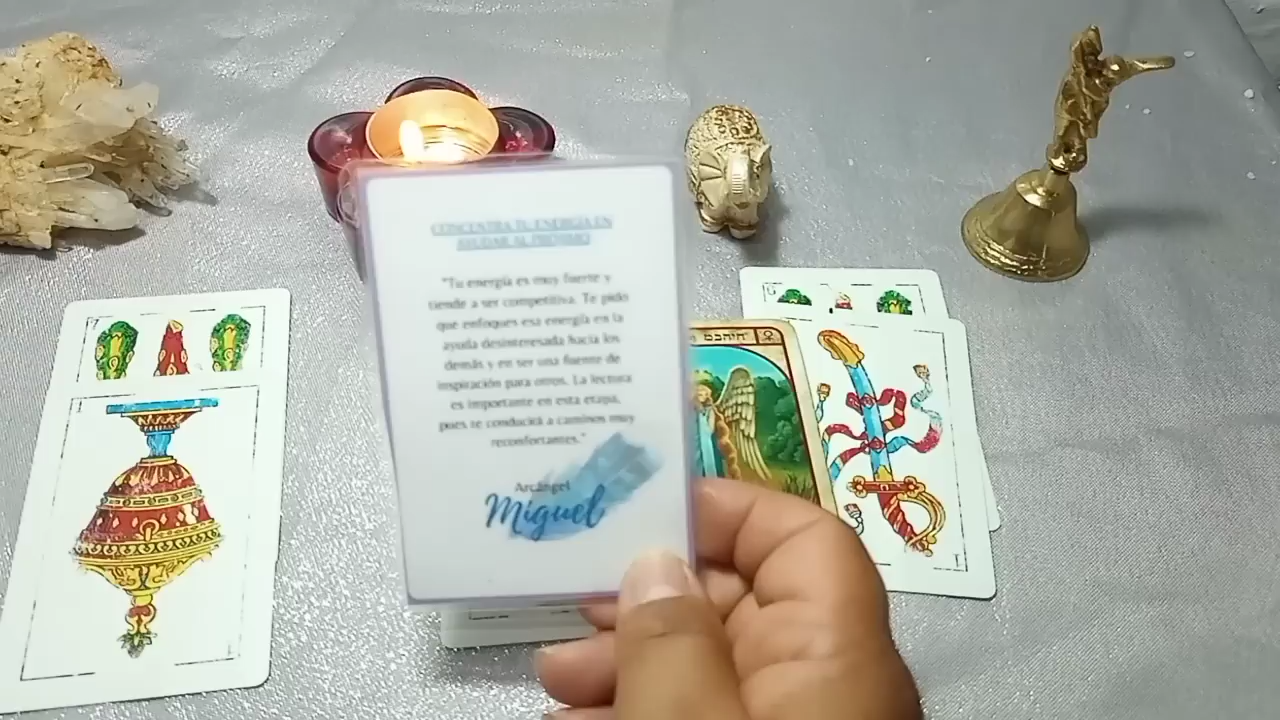 CONCENTRA TU ENERGÍA EN
AYUDAR AL PRÓJIMO
"Tu energía es muy fuerte y
tiende a ser competitiva. Te pido
que enfoques esa energía en la
ayuda desinteresada hacia los
demás y en ser una fuente de
inspiración para otros. La lectura
es importante en esta etapa,
pues te conducirá a caminos muy
reconfortantes."
Arcángel
Miguel